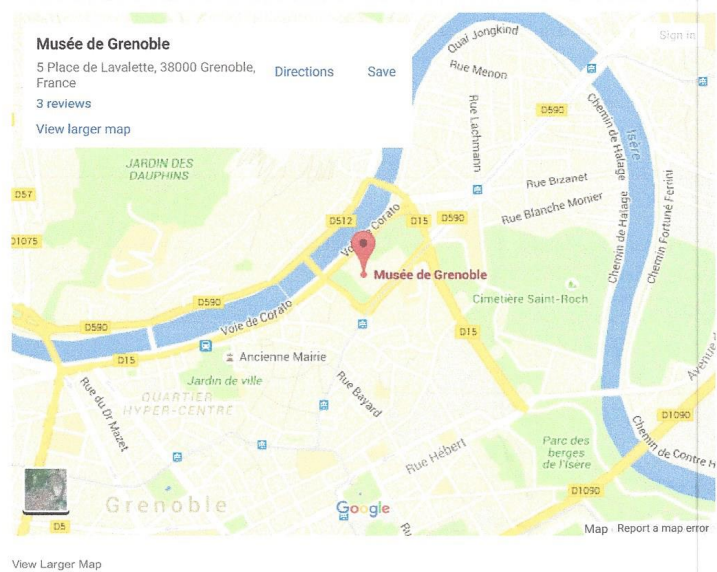 Musée de Grenoble
5 Place de Lavalette, 38000 Grenoble,
France
3 reviews
View larger map
Directions
Save
Sign in
Quai Jongkind
Rue Menon
Rue Lachmann
D590
Isère
Chemin de Halage
Chemin de Halage
Chemin Fortuné Ferrini
JARDIN DES
DAUPHINS
Rue Bizanet
Rue Blanche Monier
D57
D512
Voie de Corato
D15
D590
D1075
Musée de Grenoble
Cimetière Saint-Roch
D590
D590
Voie de Corato
D15
D15
Ancienne Mairie
Jardin de ville
Rue du Dr Mazet
QUARTIER
HYPER-CENTRE
Rue Bayard
Rue Hébert
D1090
Chemin de Contre H
Parc des
berges
de l'Isère
D1090
Grenoble
Google
D5
Map
Report a map error
View Larger Map